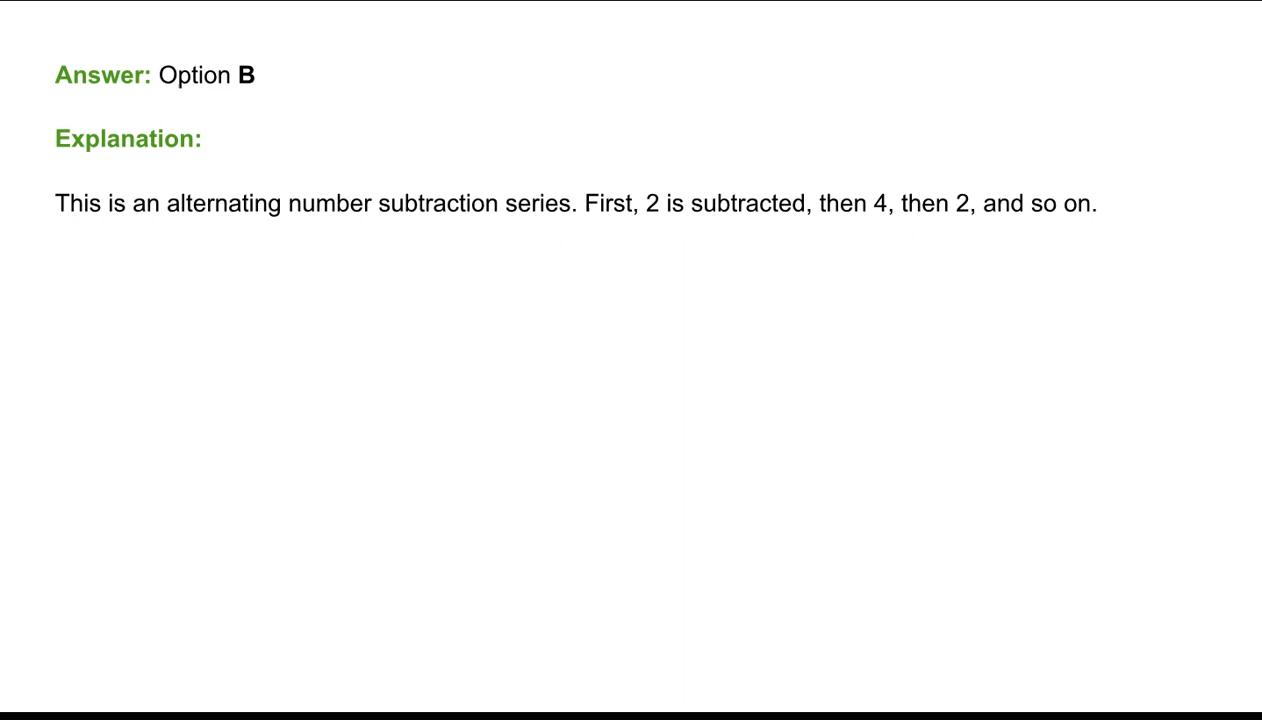 Answer: Option B
Explanation:
This is an alternating number subtraction series. First, 2 is subtracted, then 4, then 2, and so on.